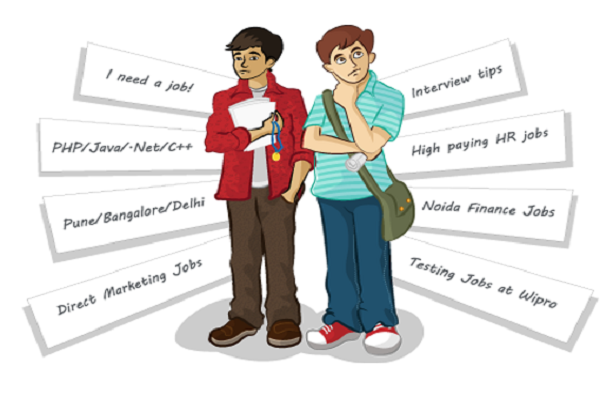 I need a job!
PHP/Java/.Net/C++
Pune/Bangalore/Delhi
Direct Marketing Jobs
Interview tips
High paying HR jobs
Noida Finance Jobs
Testing Jobs at Wipro